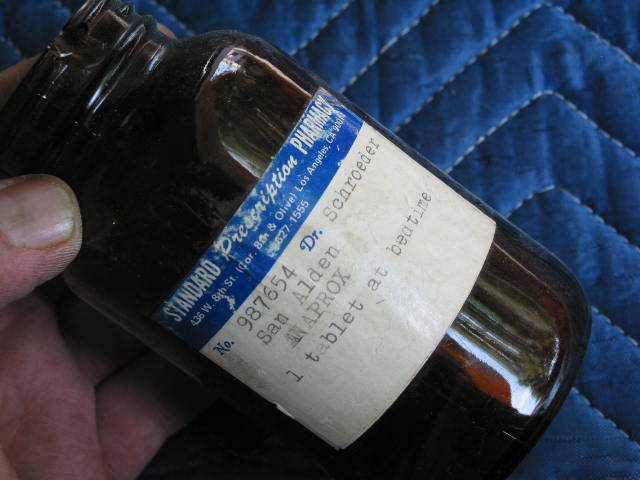 STANDARD Prescription PHARMACY
436 W. 8th St. (Cor. 8th & Olive) Los Angeles, CA 90014
627-1555
No. 987654 Dr. Schroeder
San Alden
ANAPROX
1 tablet at bedtime